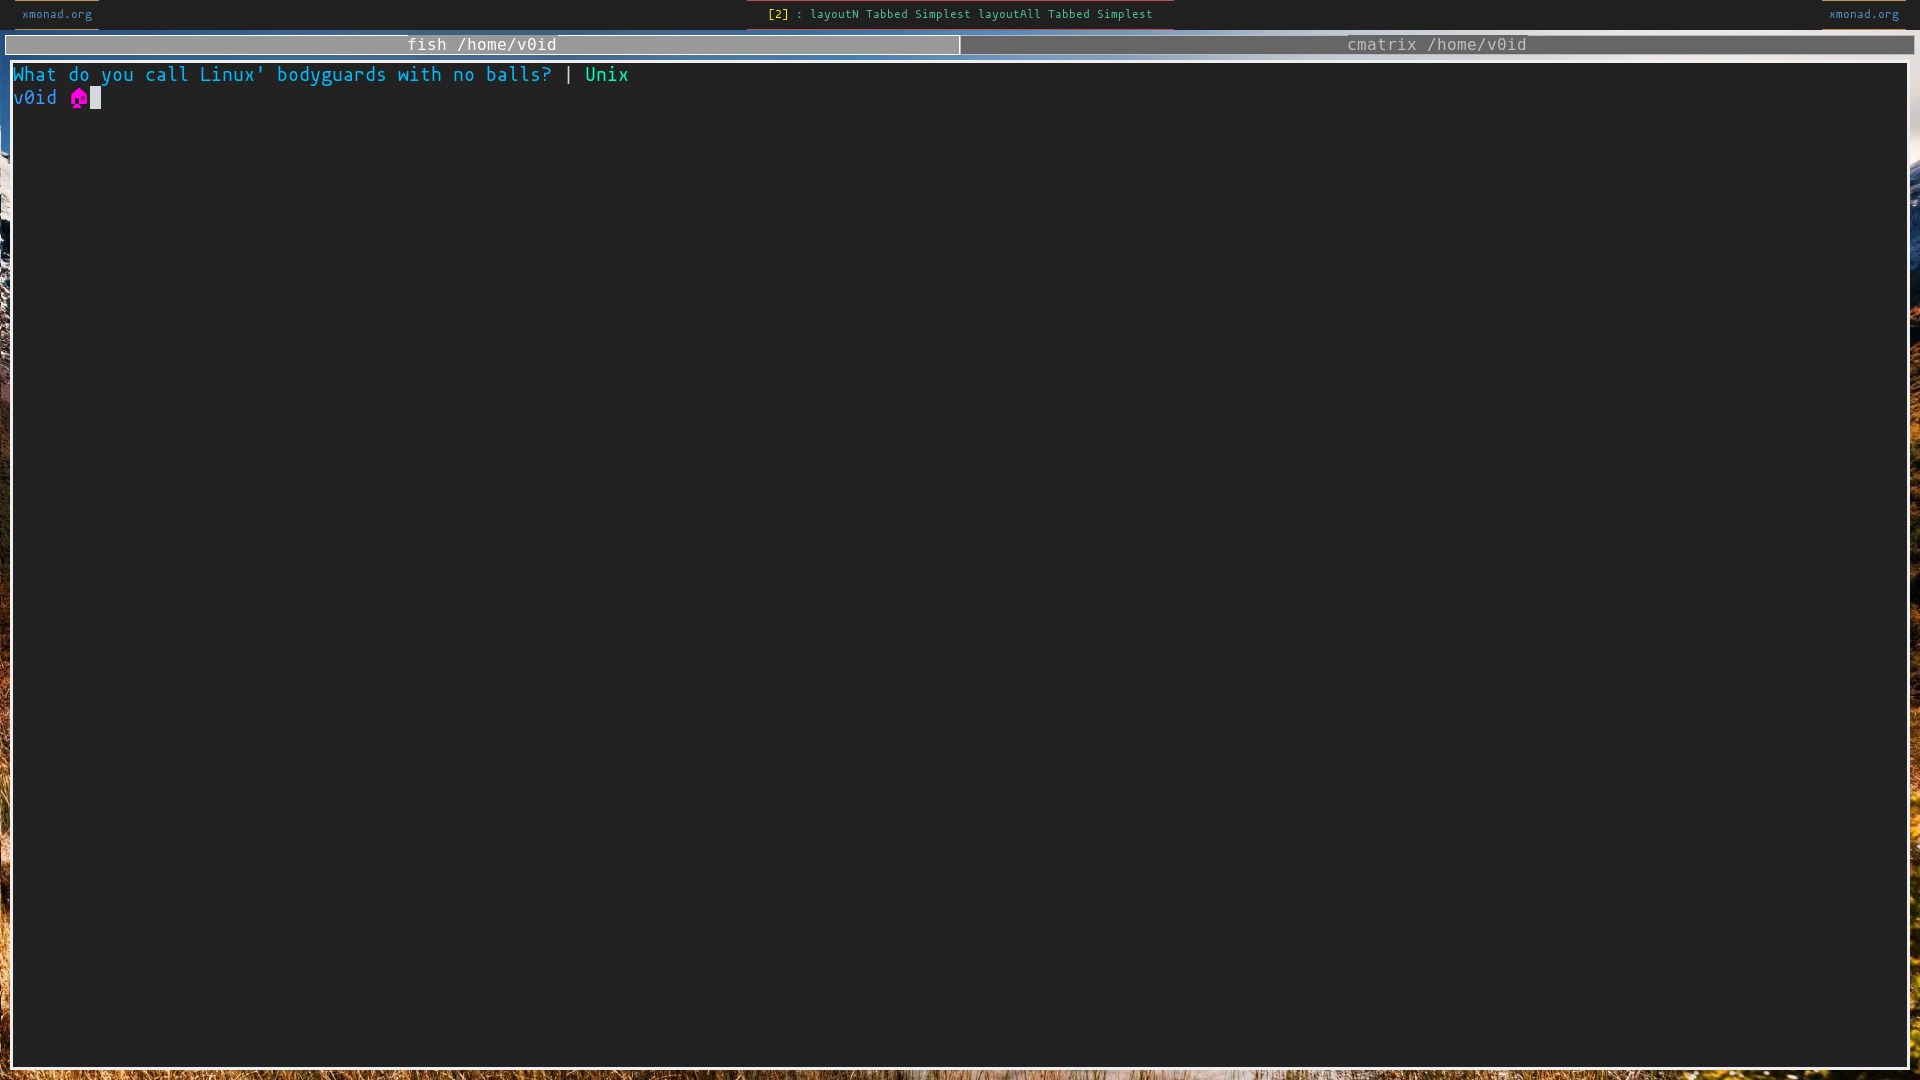 xmonad.org
[2] : layoutN Tabbed Simplest layoutAll Tabbed Simplest
xmonad.org
fish /home/v0id
cmatrix /home/v0id
What do you call Linux' bodyguards with no balls? | Unix
v0id